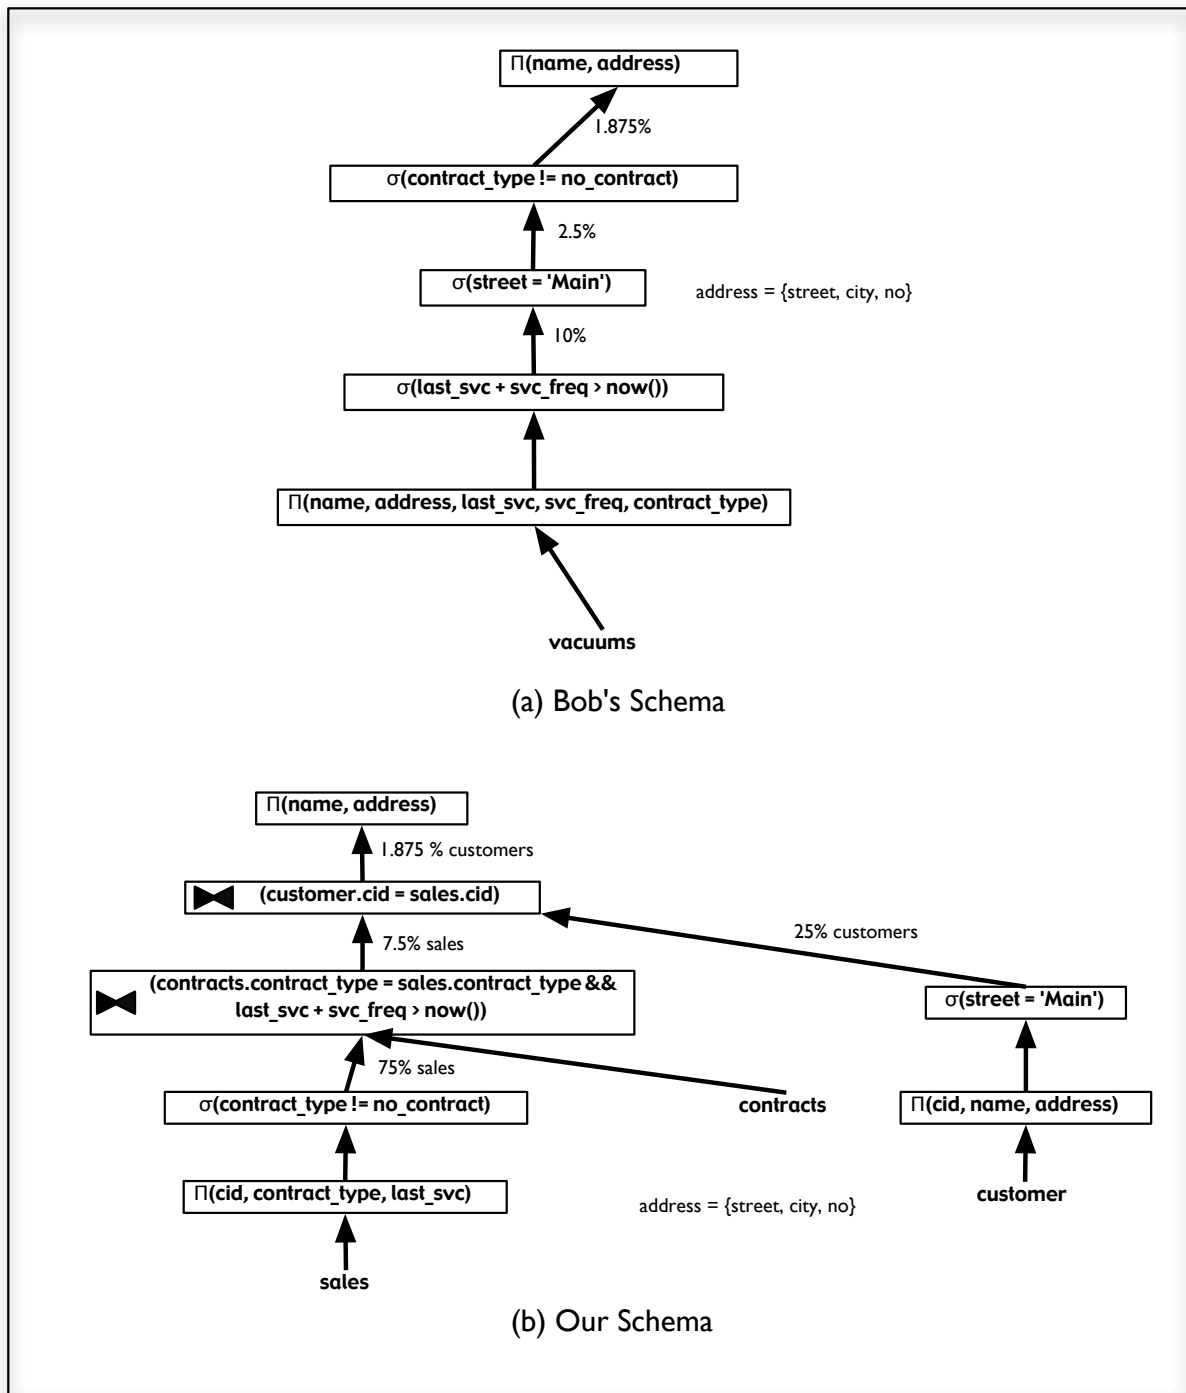 Π(name, address)
1.875%
σ(contract_type != no_contract)
2.5%
σ(street = 'Main')
address = {street, city, no}
10%
σ(last_svc + svc_freq > now())
Π(name, address, last_svc, svc_freq, contract_type)
vacuums
(a) Bob's Schema
Π(name, address)
1.875 % customers
(customer.cid = sales.cid)
25% customers
7.5% sales
(contracts.contract_type = sales.contract_type &&
last_svc + svc_freq > now())
σ(street = 'Main')
75% sales
σ(contract_type != no_contract)
contracts
Π(cid, name, address)
Π(cid, contract_type, last_svc)
customer
address = {street, city, no}
sales
(b) Our Schema